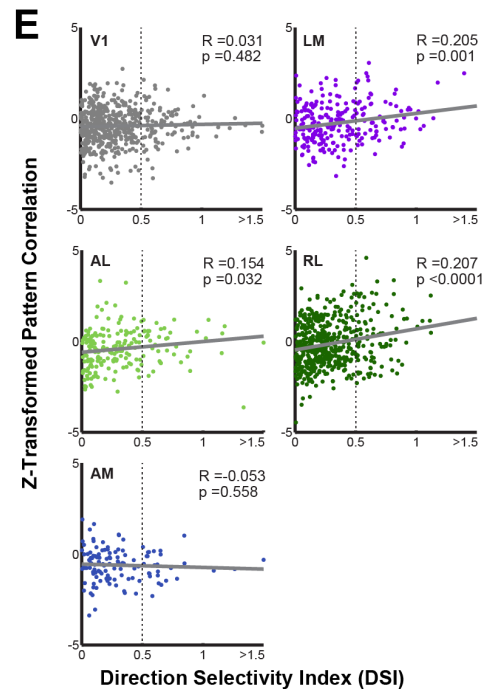 E
V1
R =0.031
p =0.482
5
0
-5
0 0.5 1 >1.5
LM
R =0.205
p =0.001
5
0
-5
0 0.5 1 >1.5
AL
R =0.154
p =0.032
5
0
-5
0 0.5 1 >1.5
RL
R =0.207
p <0.0001
5
0
-5
0 0.5 1 >1.5
AM
R =-0.053
p =0.558
5
0
-5
0 0.5 1 >1.5
Z-Transformed Pattern Correlation
Direction Selectivity Index (DSI)